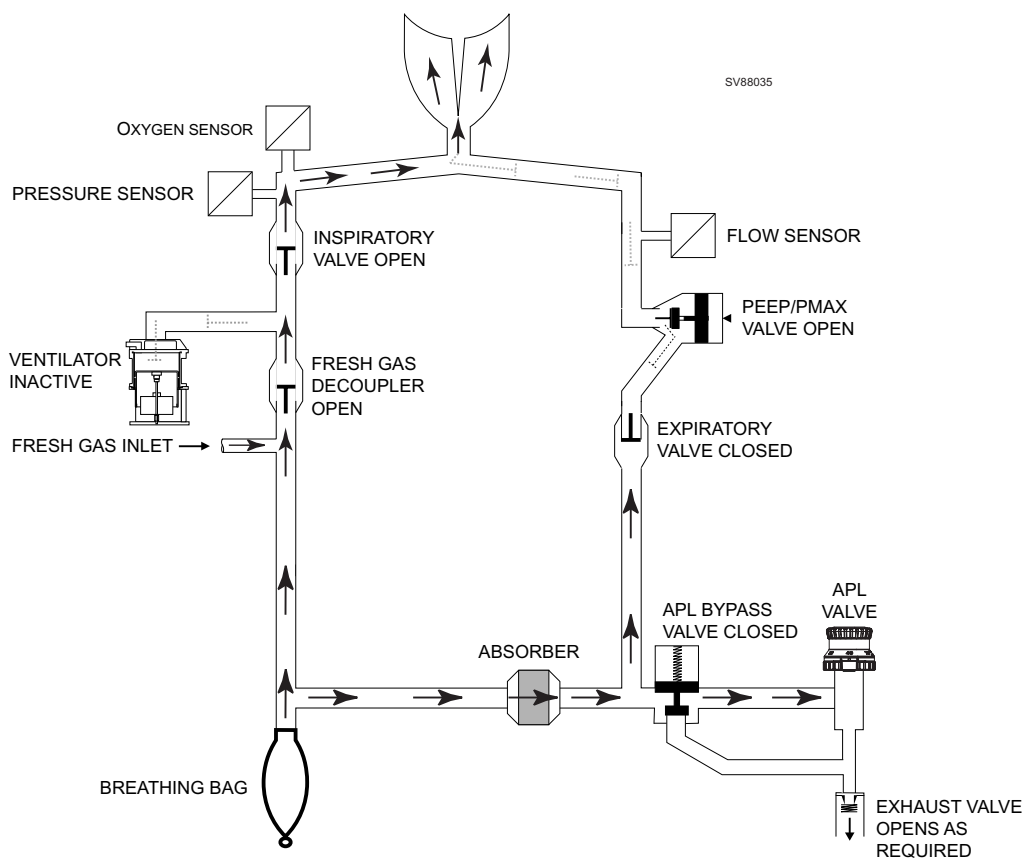 SV88035
OXYGEN SENSOR
PRESSURE SENSOR
INSPIRATORY
VALVE OPEN
FLOW SENSOR
PEEP/PMAX
VALVE OPEN
VENTILATOR
INACTIVE
FRESH GAS
DECOUPLER
OPEN
FRESH GAS INLET
EXPIRATORY
VALVE CLOSED
APL BYPASS
VALVE CLOSED
APL
VALVE
ABSORBER
BREATHING BAG
EXHAUST VALVE
OPENS AS
REQUIRED